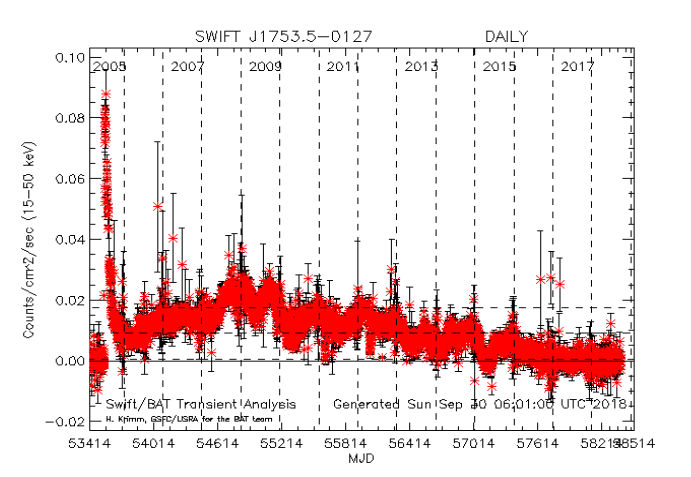 SWIFT J1753.5-0127 DAILY
2005 2007 2009 2011 2013 2015 2017
0.10
0.08
0.06
0.04
0.02
0.00
-0.02
Counts/cm2/sec (15-50 keV)
Swift/BAT Transient Analysis Generated Sun Sep 30 06:01:00 UTC 2018
H. Krimm, GSFC/USRA for the BAT team
53414 54014 54614 55214 55814 56414 57014 57614 58214 58514
MJD